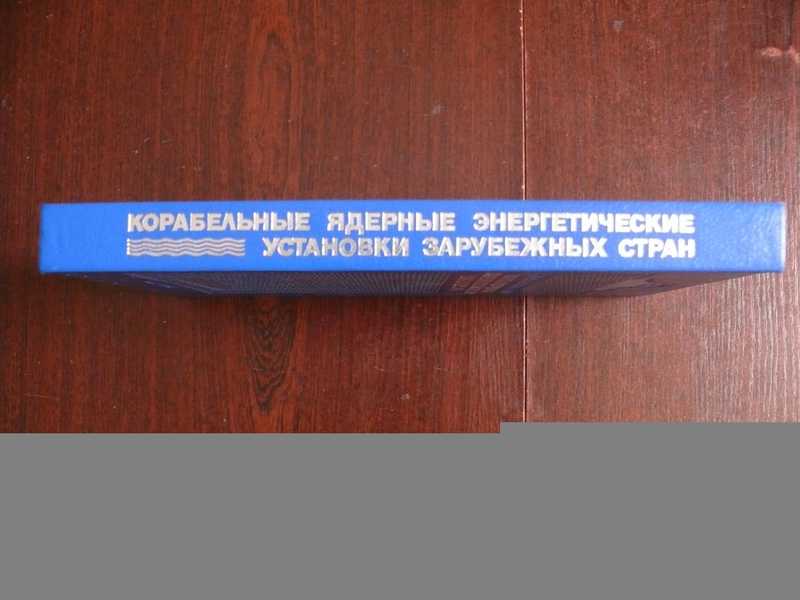 КОРАБЕЛЬНЫЕ ЯДЕРНЫЕ ЭНЕРГЕТИЧЕСКИЕ
УСТАНОВКИ ЗАРУБЕЖНЫХ СТРАН